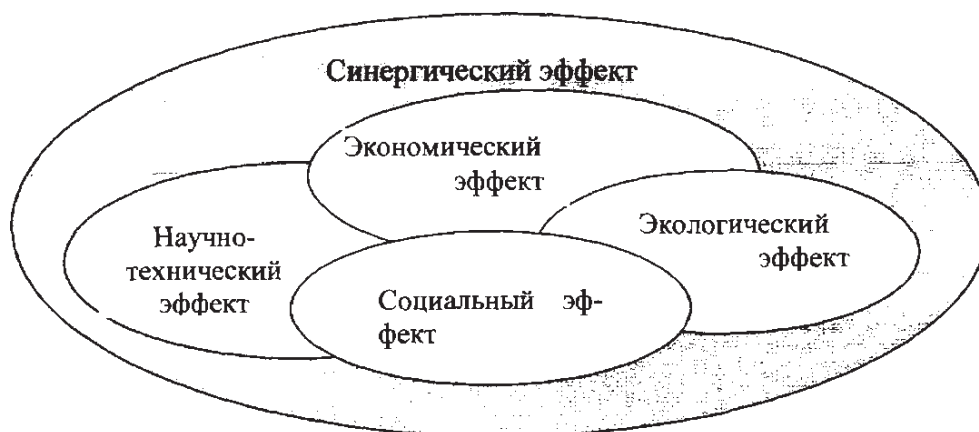 Синергический эффект
Экономический
эффект
Научно-
технический
эффект
Экологический
эффект
Социальный эф-
фект